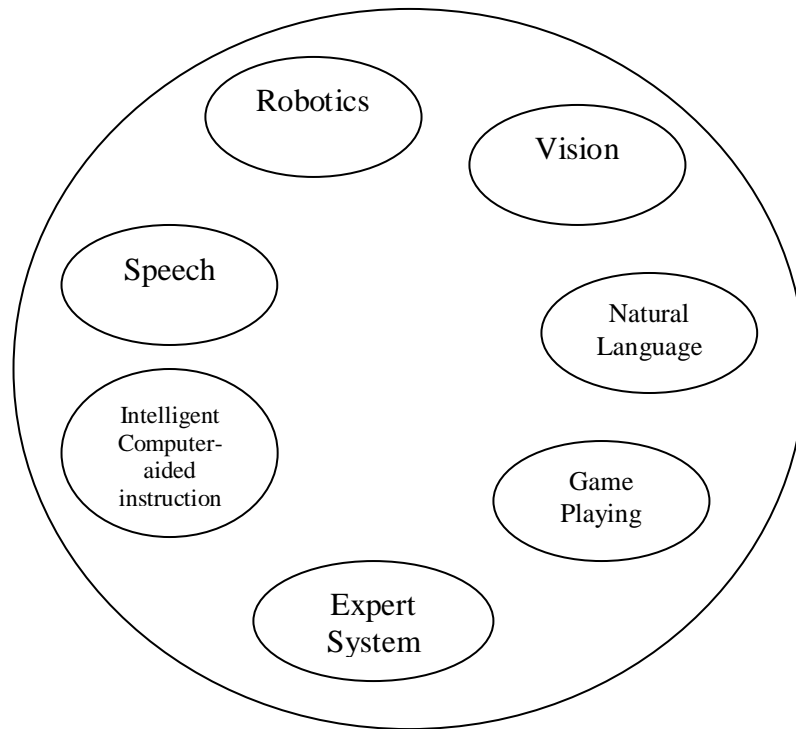 Robotics
Vision
Speech
Natural
Language
Intelligent
Computer-
aided
instruction
Game
Playing
Expert
System